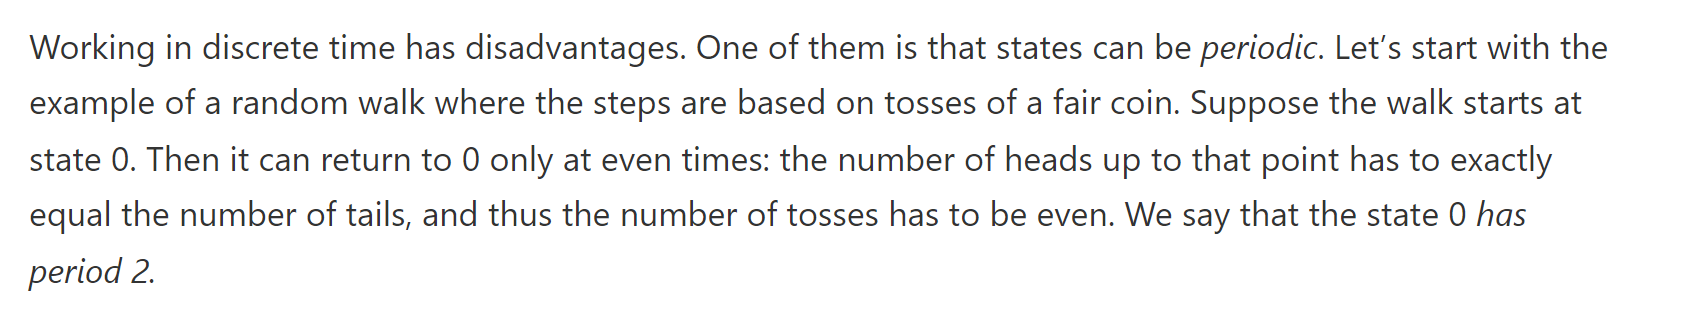 Working in discrete time has disadvantages. One of them is that states can be periodic. Let’s start with the
example of a random walk where the steps are based on tosses of a fair coin. Suppose the walk starts at
state 0. Then it can return to 0 only at even times: the number of heads up to that point has to exactly
equal the number of tails, and thus the number of tosses has to be even. We say that the state 0 has
period 2.